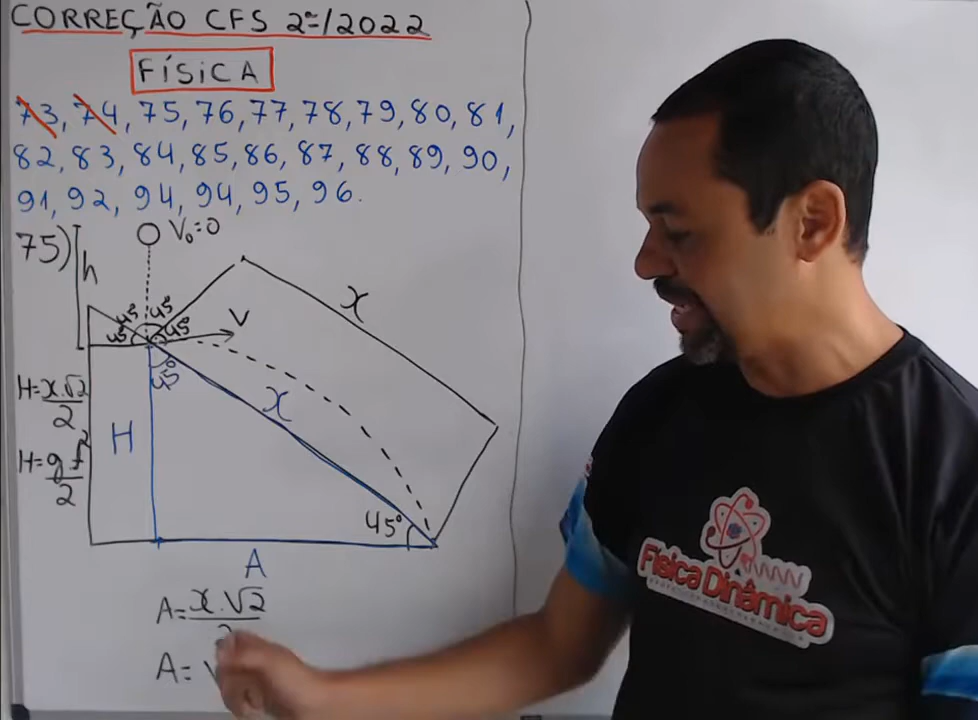 CORREÇÃO CFS 2º/2022
FÍSICA
73, 74, 75, 76, 77, 78, 79, 80, 81,
82, 83, 84, 85, 86, 87, 88, 89, 90,
91, 92, 94, 94, 95, 96.
75)
h
V₀=0
x
45°
45°
45°
45°
V
45°
H=x.√2/2
H
x
H=gt²/2
45°
A
A=x.√2/2
A=
Física Dinâmica